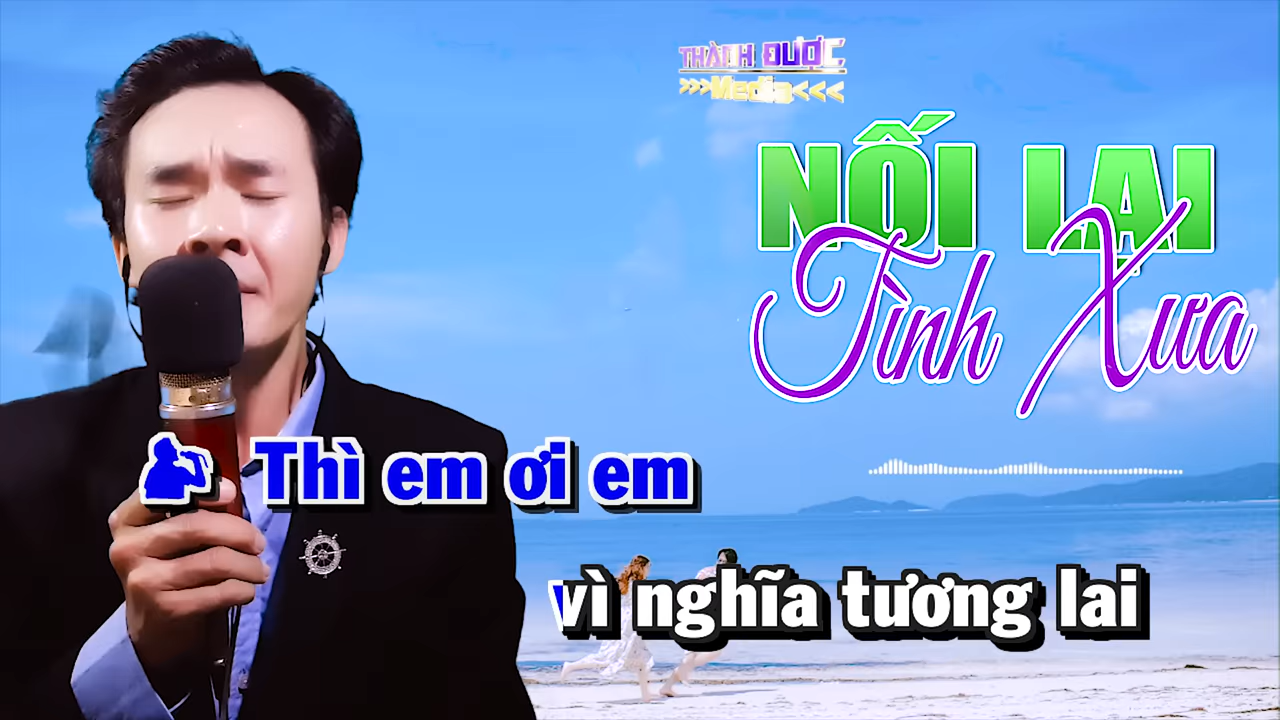 THÀNH ĐƯỢC
>>>Media<<<
NỐI LẠI
Tình Xưa
Thì em ơi em
vì nghĩa tương lai